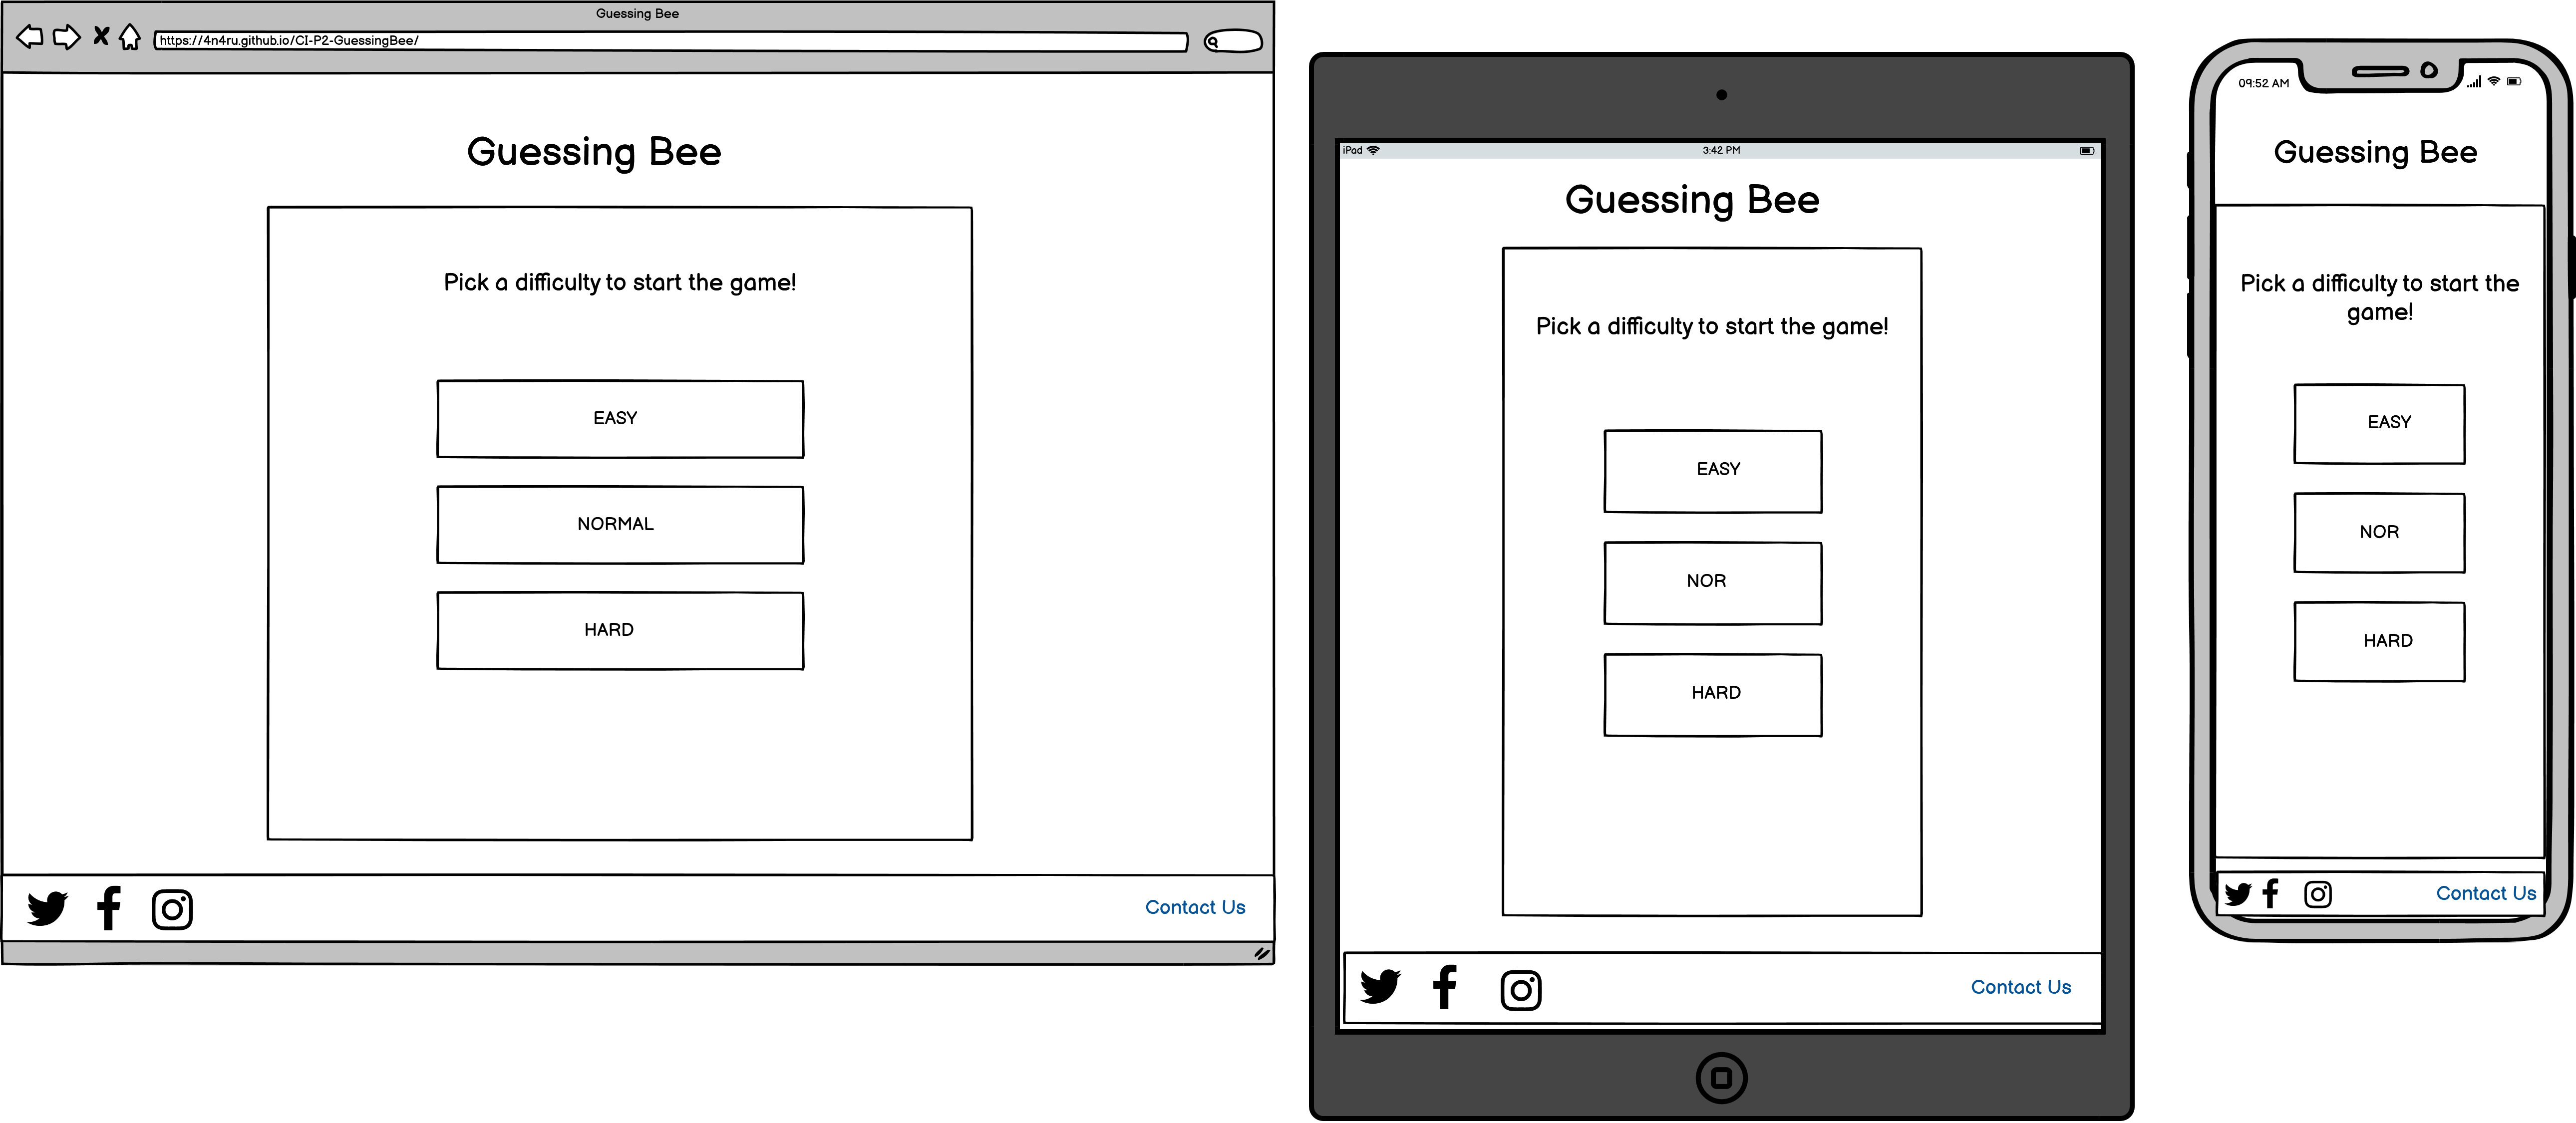 Guessing Bee
https://4n4ru.github.io/CI-P2-GuessingBee/
Guessing Bee
Pick a difficulty to start the game!
EASY
NORMAL
HARD
Contact Us
iPad
3:42 PM
Guessing Bee
Pick a difficulty to start the game!
EASY
NOR
HARD
Contact Us
09:52 AM
Guessing Bee
Pick a difficulty to start the
game!
EASY
NOR
HARD
Contact Us